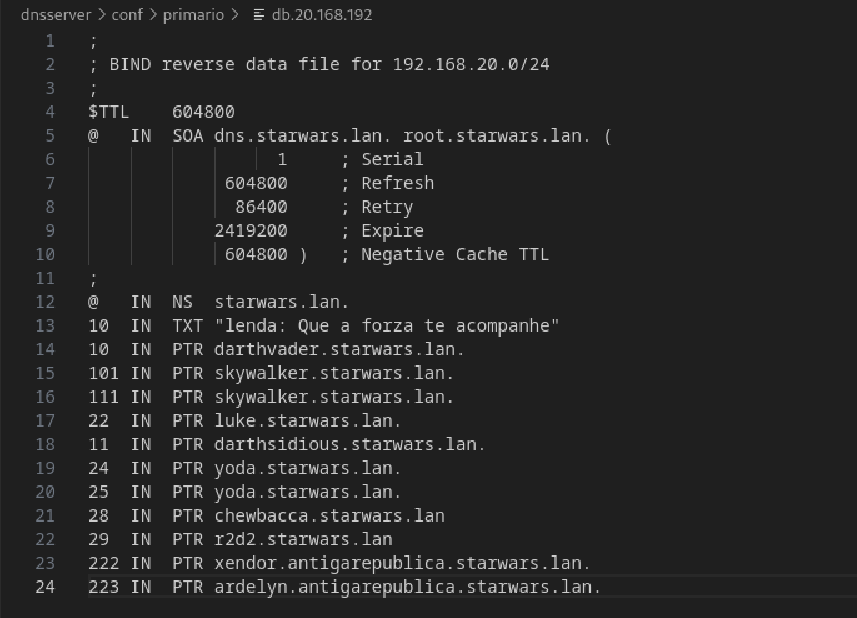 dnsserver > conf > primario > db.20.168.192
1 ;
2 ; BIND reverse data file for 192.168.20.0/24
3 ;
4 $TTL 604800
5 @ IN SOA dns.starwars.lan. root.starwars.lan. (
6 1 ; Serial
7 604800 ; Refresh
8 86400 ; Retry
9 2419200 ; Expire
10 604800 ) ; Negative Cache TTL
11 ;
12 @ IN NS starwars.lan.
13 10 IN TXT "lenda: Que a forza te acompanhe"
14 10 IN PTR darthvader.starwars.lan.
15 101 IN PTR skywalker.starwars.lan.
16 111 IN PTR skywalker.starwars.lan.
17 22 IN PTR luke.starwars.lan.
18 11 IN PTR darthsidious.starwars.lan.
19 24 IN PTR yoda.starwars.lan.
20 25 IN PTR yoda.starwars.lan.
21 28 IN PTR chewbacca.starwars.lan
22 29 IN PTR r2d2.starwars.lan
23 222 IN PTR xendor.antigarepublica.starwars.lan.
24 223 IN PTR ardelyn.antigarepublica.starwars.lan.